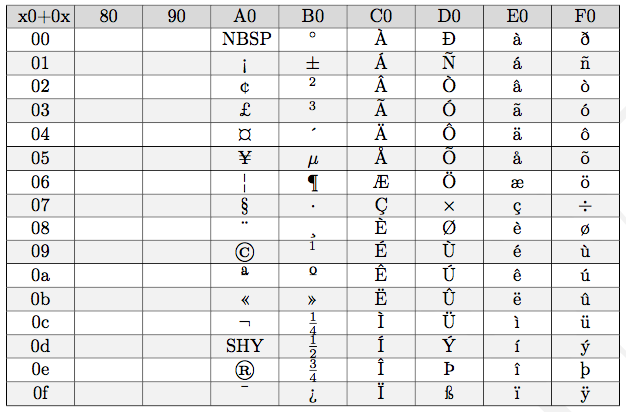 x0+0x 80 90 A0 B0 C0 D0 E0 F0
00 NBSP ° À Ð à ð
01 ¡ ± Á Ñ á ñ
02 ¢ ² Â Ò â ò
03 £ ³ Ã Ó ã ó
04 ¤ ´ Ä Ô ä ô
05 ¥ µ Å Õ å õ
06 ¦ ¶ Æ Ö æ ö
07 § · Ç × ç ÷
08 ¨ ¸ È Ø è ø
09 © ¹ É Ù é ù
0a ª º Ê Ú ê ú
0b « » Ë Û ë û
0c ¬ ¼ Ì Ü ì ü
0d SHY ½ Í Ý í ý
0e ® ¾ Î Þ î þ
0f ¯ ¿ Ï ß ï ÿ